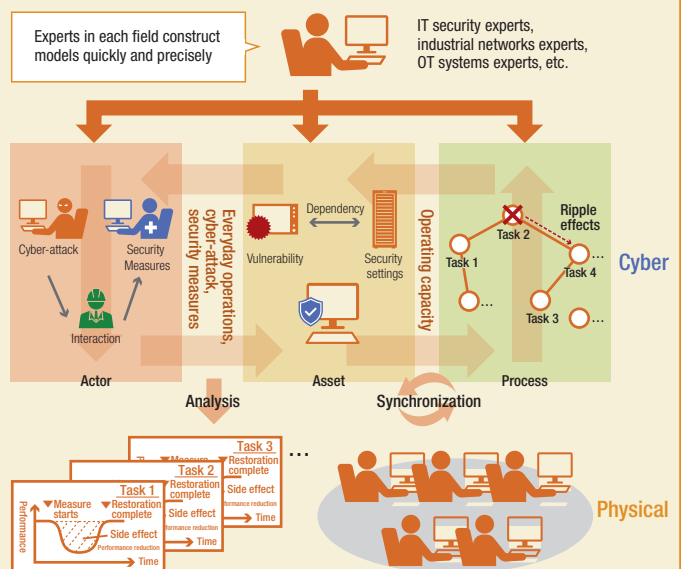 Experts in each field construct
models quickly and precisely
IT security experts,
industrial networks experts,
OT systems experts, etc.
Cyber-attack
Security
Measures
Interaction
Actor
Everyday operations,
cyber-attack,
security measures
Dependency
Vulnerability
Security
settings
Asset
Operating capacity
Task 1
Task 2
Ripple
effects
...
Task 4
...
Task 3
...
Process
Cyber
Analysis
Synchronization
Task 3
Measure
Restoration
complete
Side effect
formance reduction
Time
...
Task 2
Restoration
complete
Side effect
formance reduction
Time
Task 1
Performance
Measure
starts
Restoration
complete
Side effect
Performance reduction
Time
Physical